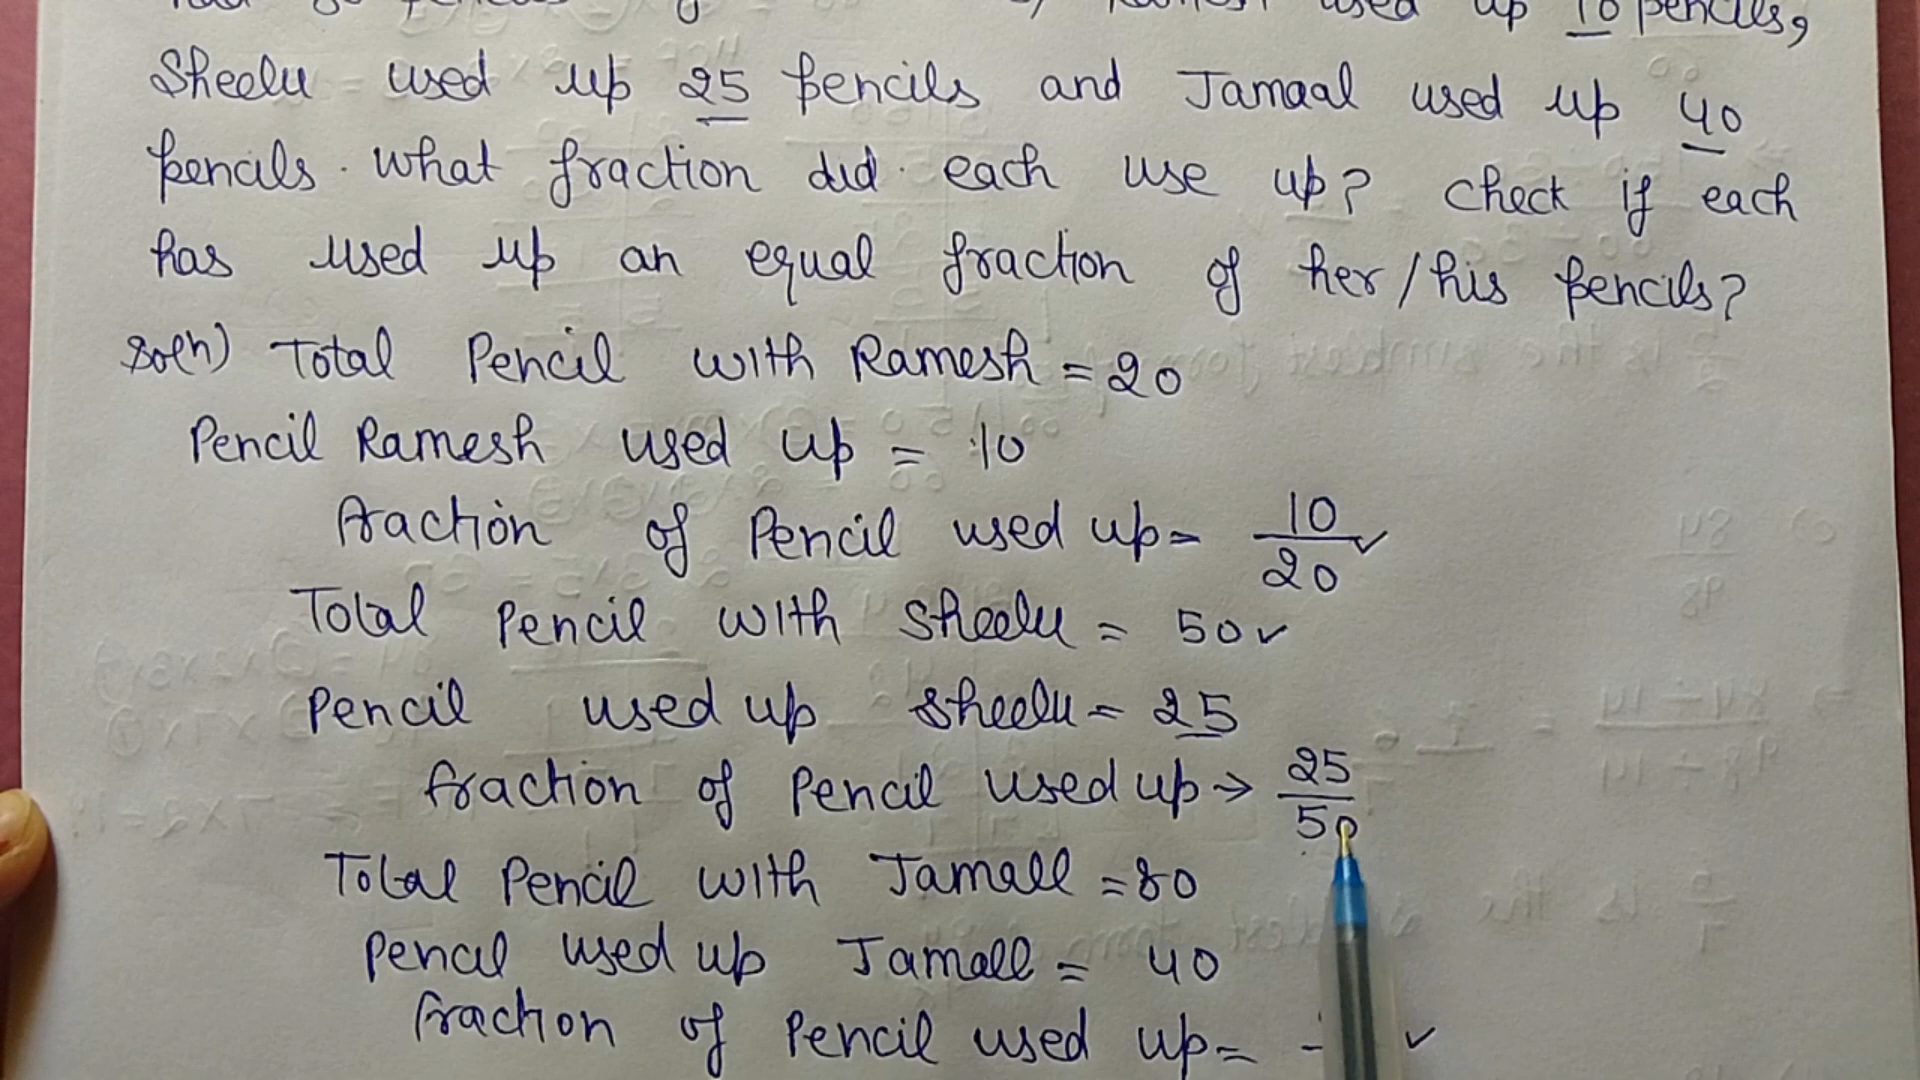 used up 10 pencils,
Sheelu used up 25 pencils and Jamaal used up 40
pencils. What fraction did each use up? Check if each
has used up an equal fraction of her/his pencils?
Soln) Total Pencil with Ramesh = 20
Pencil Ramesh used up = 10
fraction of Pencil used up = 10/20 ✓
Total Pencil with Sheelu = 50 ✓
Pencil used up Sheelu = 25
fraction of Pencil used up → 25/50
Total Pencil with Jamall = 80
Pencil used up Jamall = 40
fraction of Pencil used up = ✓